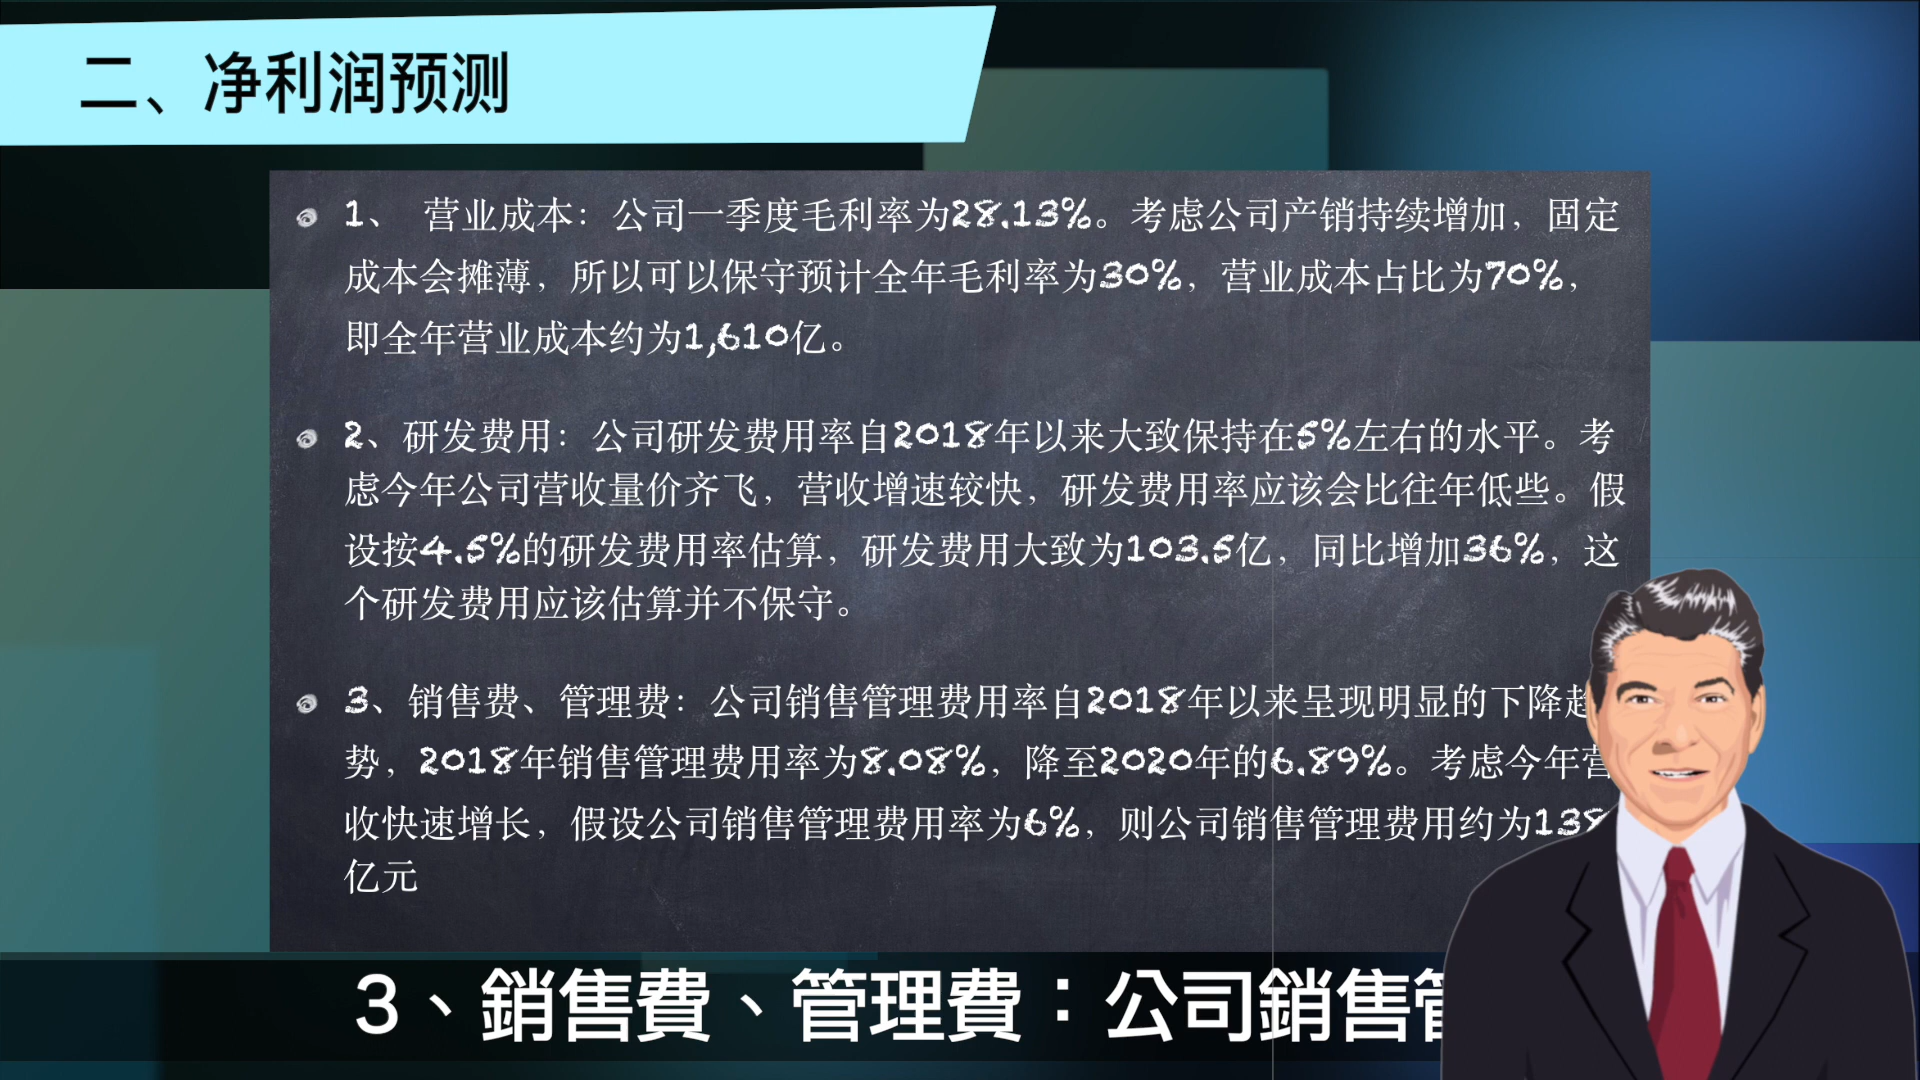 二、净利润预测
1、 营业成本：公司一季度毛利率为28.13%。考虑公司产销持续增加，固定
成本会摊薄，所以可以保守预计全年毛利率为30%，营业成本占比为70%，
即全年营业成本约为1,610亿。
2、研发费用：公司研发费用率自2018年以来大致保持在5%左右的水平。考
虑今年公司营收量价齐飞，营收增速较快，研发费用率应该会比往年低些。假
设按4.5%的研发费用率估算，研发费用大致为103.5亿，同比增加36%，这
个研发费用应该估算并不保守。
3、销售费、管理费：公司销售管理费用率自2018年以来呈现明显的下降趋
势，2018年销售管理费用率为8.08%，降至2020年的6.89%。考虑今年营
收快速增长，假设公司销售管理费用率为6%，则公司销售管理费用约为138
亿元
3、銷售費、管理費：公司銷售管